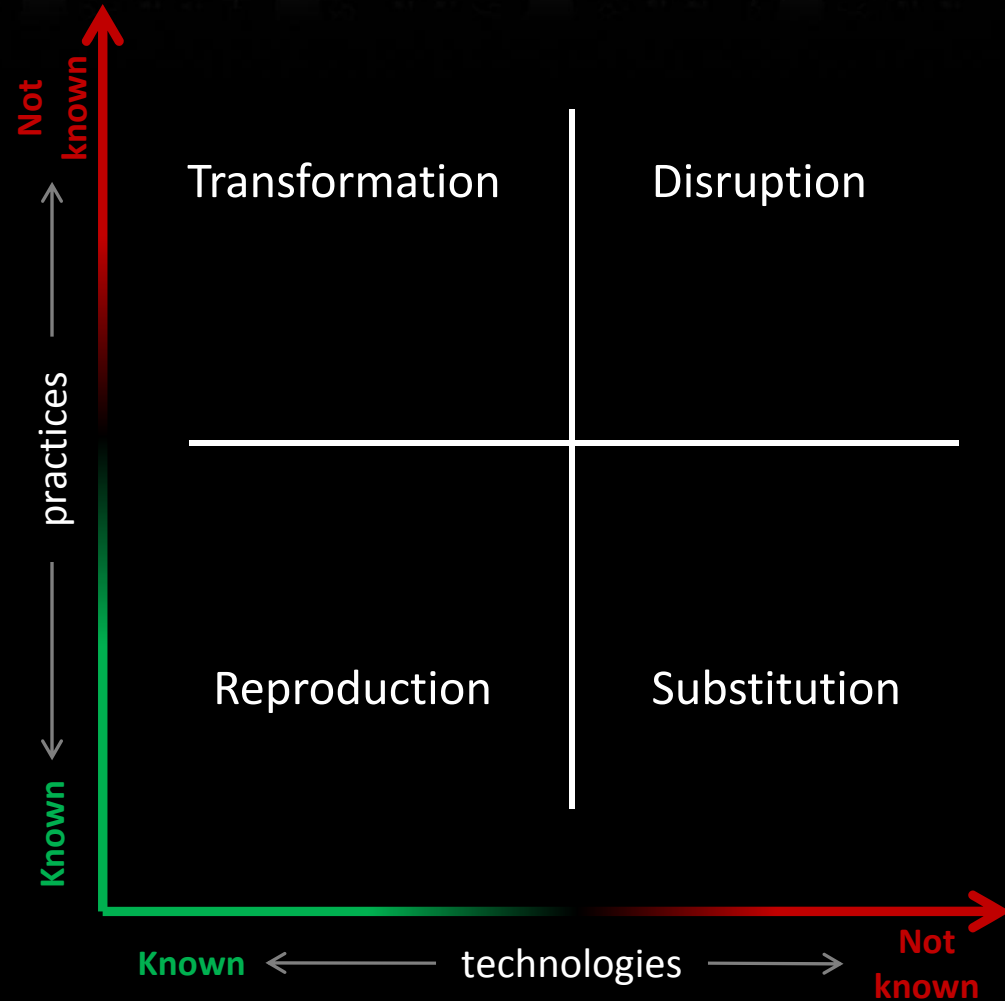 Not
known
Transformation
Disruption
practices
Reproduction
Substitution
Known
Known
technologies
Not
known